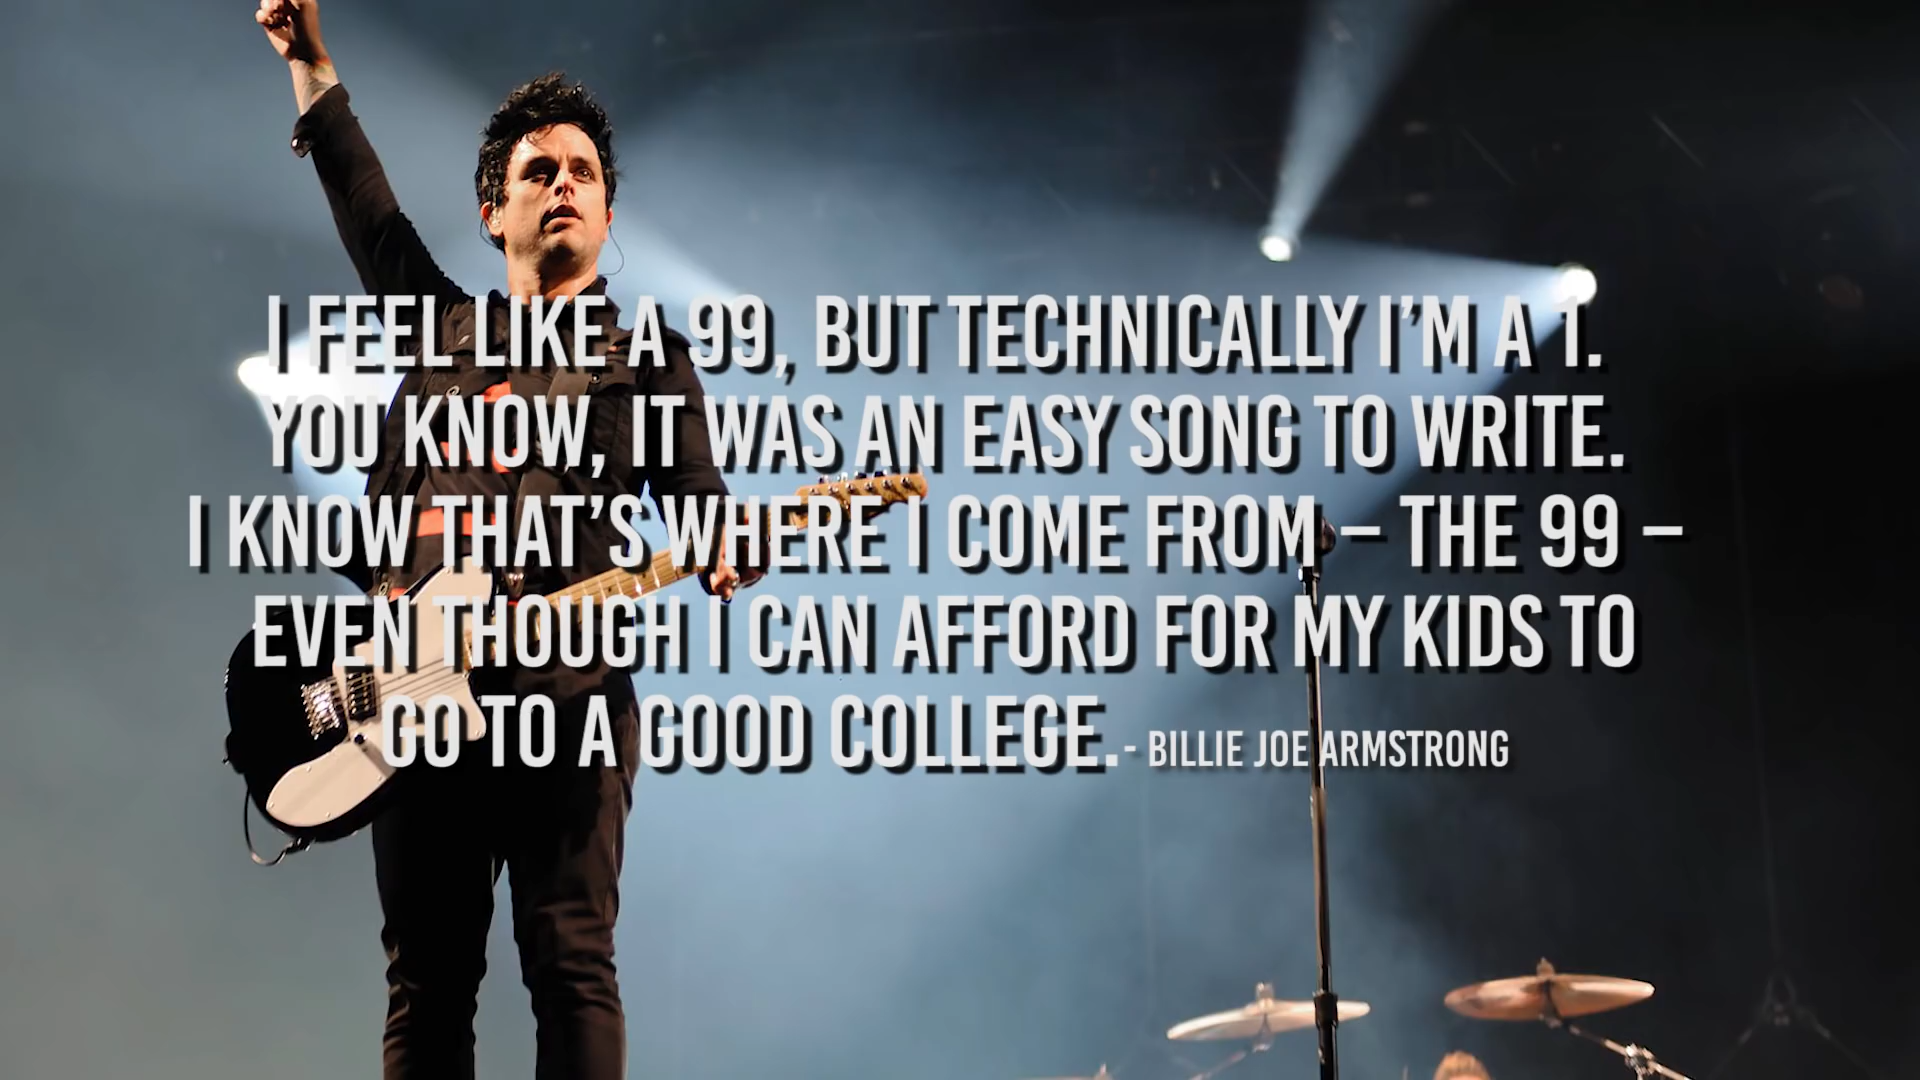 I FEEL LIKE A 99, BUT TECHNICALLY I'M A 1.
YOU KNOW, IT WAS AN EASY SONG TO WRITE.
I KNOW THAT'S WHERE I COME FROM – THE 99 –
EVEN THOUGH I CAN AFFORD FOR MY KIDS TO
GO TO A GOOD COLLEGE. - BILLIE JOE ARMSTRONG